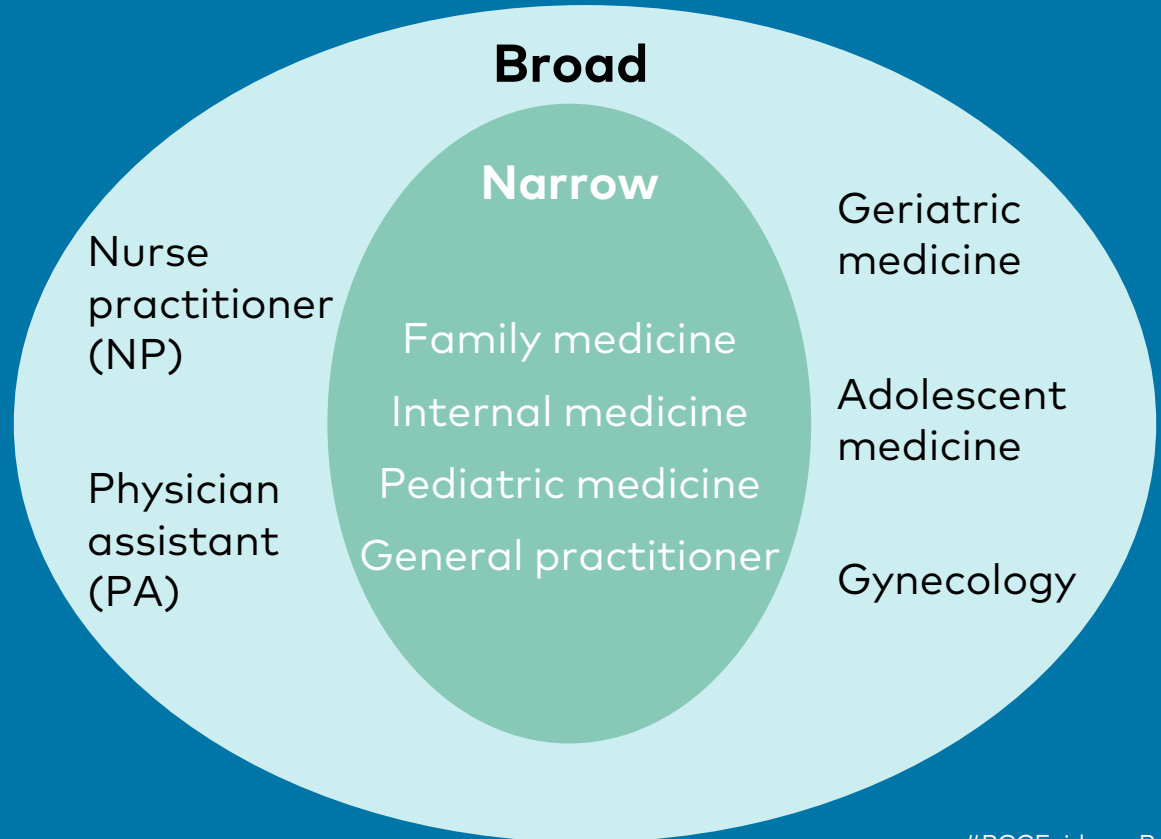 Broad
Narrow
Nurse
practitioner
(NP)
Physician
assistant
(PA)
Family medicine
Internal medicine
Pediatric medicine
General practitioner
Geriatric
medicine
Adolescent
medicine
Gynecology